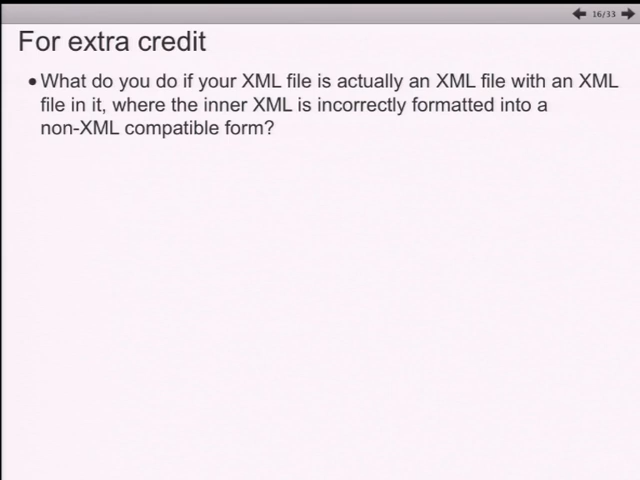 16/33
For extra credit
• What do you do if your XML file is actually an XML file with an XML
file in it, where the inner XML is incorrectly formatted into a
non-XML compatible form?